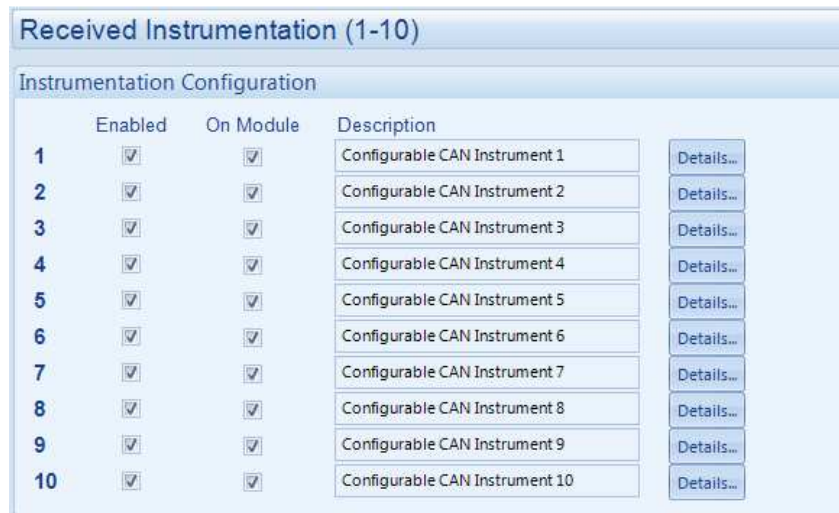 Received Instrumentation (1-10)
Instrumentation Configuration
Enabled On Module Description
1 Configurable CAN Instrument 1 Details...
2 Configurable CAN Instrument 2 Details...
3 Configurable CAN Instrument 3 Details...
4 Configurable CAN Instrument 4 Details...
5 Configurable CAN Instrument 5 Details...
6 Configurable CAN Instrument 6 Details...
7 Configurable CAN Instrument 7 Details...
8 Configurable CAN Instrument 8 Details...
9 Configurable CAN Instrument 9 Details...
10 Configurable CAN Instrument 10 Details...